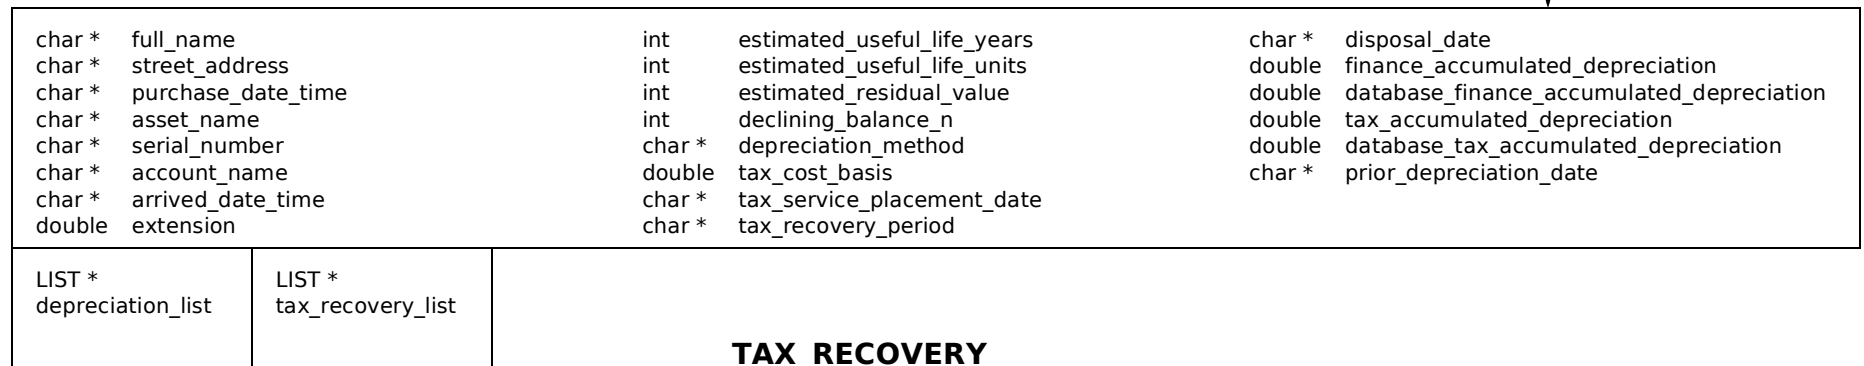 char * full_name
char * street_address
char * purchase_date_time
char * asset_name
char * serial_number
char * account_name
char * arrived_date_time
double extension
int estimated_useful_life_years
int estimated_useful_life_units
int estimated_residual_value
int declining_balance_n
char * depreciation_method
double tax_cost_basis
char * tax_service_placement_date
char * tax_recovery_period
char * disposal_date
double finance_accumulated_depreciation
double database_finance_accumulated_depreciation
double tax_accumulated_depreciation
double database_tax_accumulated_depreciation
char * prior_depreciation_date
LIST *
depreciation_list
LIST *
tax_recovery_list
TAX RECOVERY